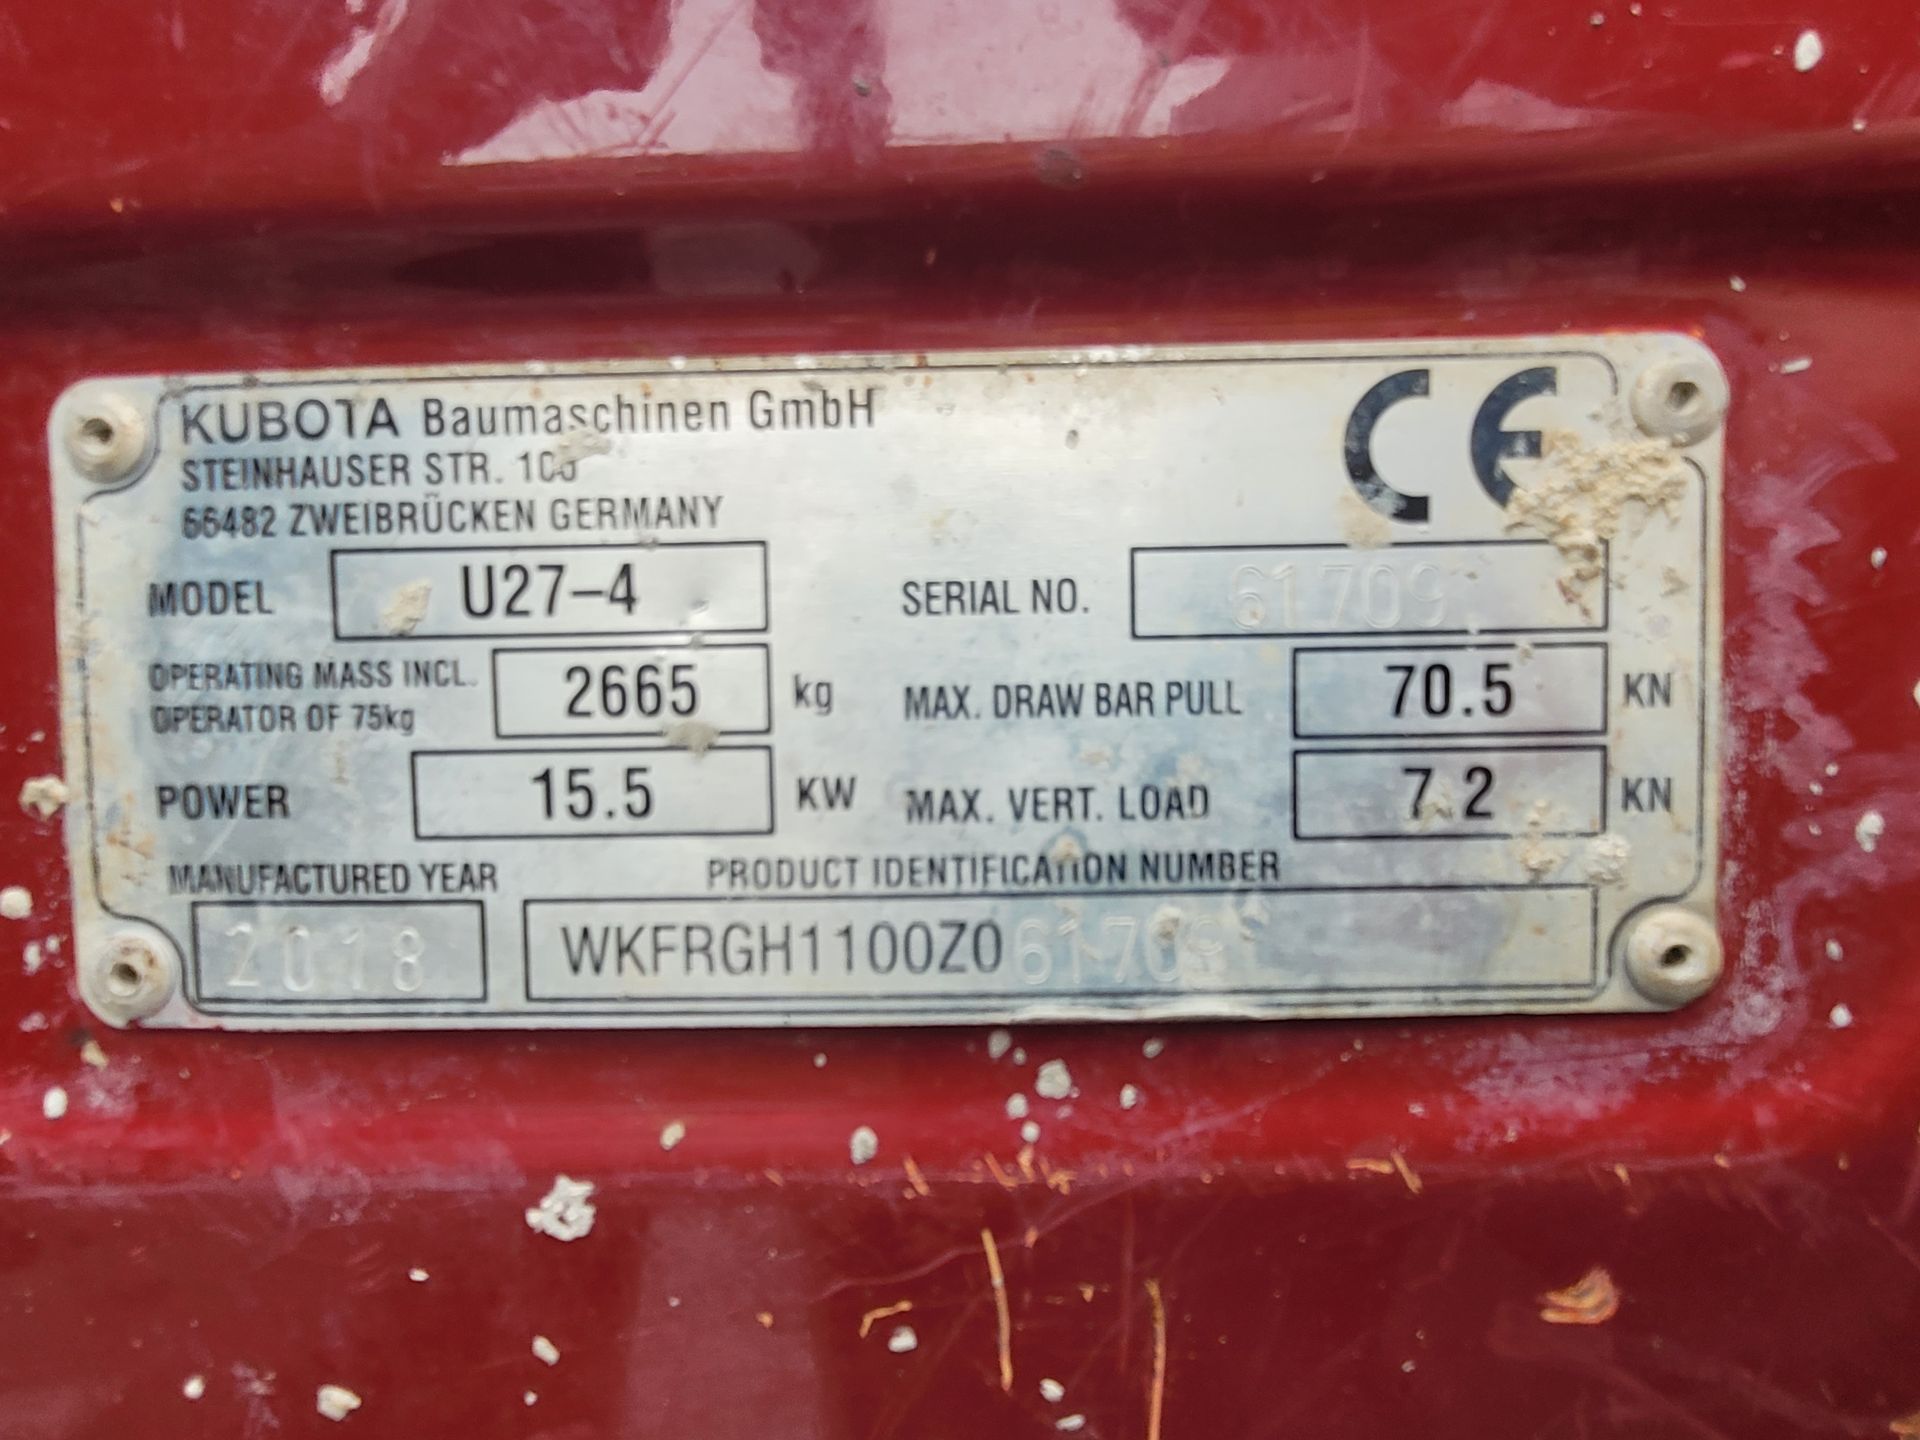 KUBOTA Baumaschinen GmbH
STEINHAUSER STR. 100
66482 ZWEIBRÜCKEN GERMANY
CE
MODEL U27-4 SERIAL NO. 61709
OPERATING MASS INCL. OPERATOR OF 75kg 2665 kg MAX. DRAW BAR PULL 70.5 KN
POWER 15.5 KW MAX. VERT. LOAD 7.2 KN
MANUFACTURED YEAR PRODUCT IDENTIFICATION NUMBER
2018 WKFRGH1100Z061709